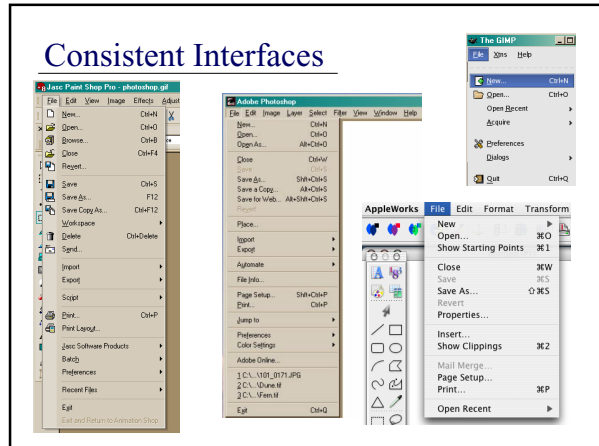 Consistent Interfaces
Jasc Paint Shop Pro - photoshop.gif
File Edit View Image Effects Adjust
New... Ctrl+N
Open... Ctrl+O
Browse... Ctrl+B
Close Ctrl+F4
Revert...
Save Ctrl+S
Save As... F12
Save Copy As... Ctrl+F12
Workspace
Delete Ctrl+Delete
Send...
Import
Export
Script
Print... Ctrl+P
Print Layout...
Jasc Software Products
Batch
Preferences
Recent Files
Exit
Exit and Return to Animation Shop
Adobe Photoshop
File Edit Image Layer Select Filter View Window Help
New... Ctrl+N
Open... Ctrl+O
Open As... Alt+Ctrl+O
Close Ctrl+W
Save Ctrl+S
Save As... Shft+Ctrl+S
Save a Copy... Alt+Ctrl+S
Save for Web... Alt+Shft+Ctrl+S
Revert
Place...
Import
Export
Automate
File Info...
Page Setup... Shft+Ctrl+P
Print... Ctrl+P
Jump to
Preferences
Color Settings
Adobe Online...
1 C:\...\101_0171.JPG
2 C:\...\Dune.tif
3 C:\...\Fern.tif
Exit Ctrl+Q
The GIMP
File Xtns Help
New... Ctrl+N
Open... Ctrl+O
Open Recent
Acquire
Preferences
Dialogs
Quit Ctrl+Q
AppleWorks File Edit Format Transform
New
Open... ⌘O
Show Starting Points ⌘1
Close ⌘W
Save ⌘S
Save As... ⇧⌘S
Revert
Properties...
Insert...
Show Clippings ⌘2
Mail Merge...
Page Setup...
Print... ⌘P
Open Recent